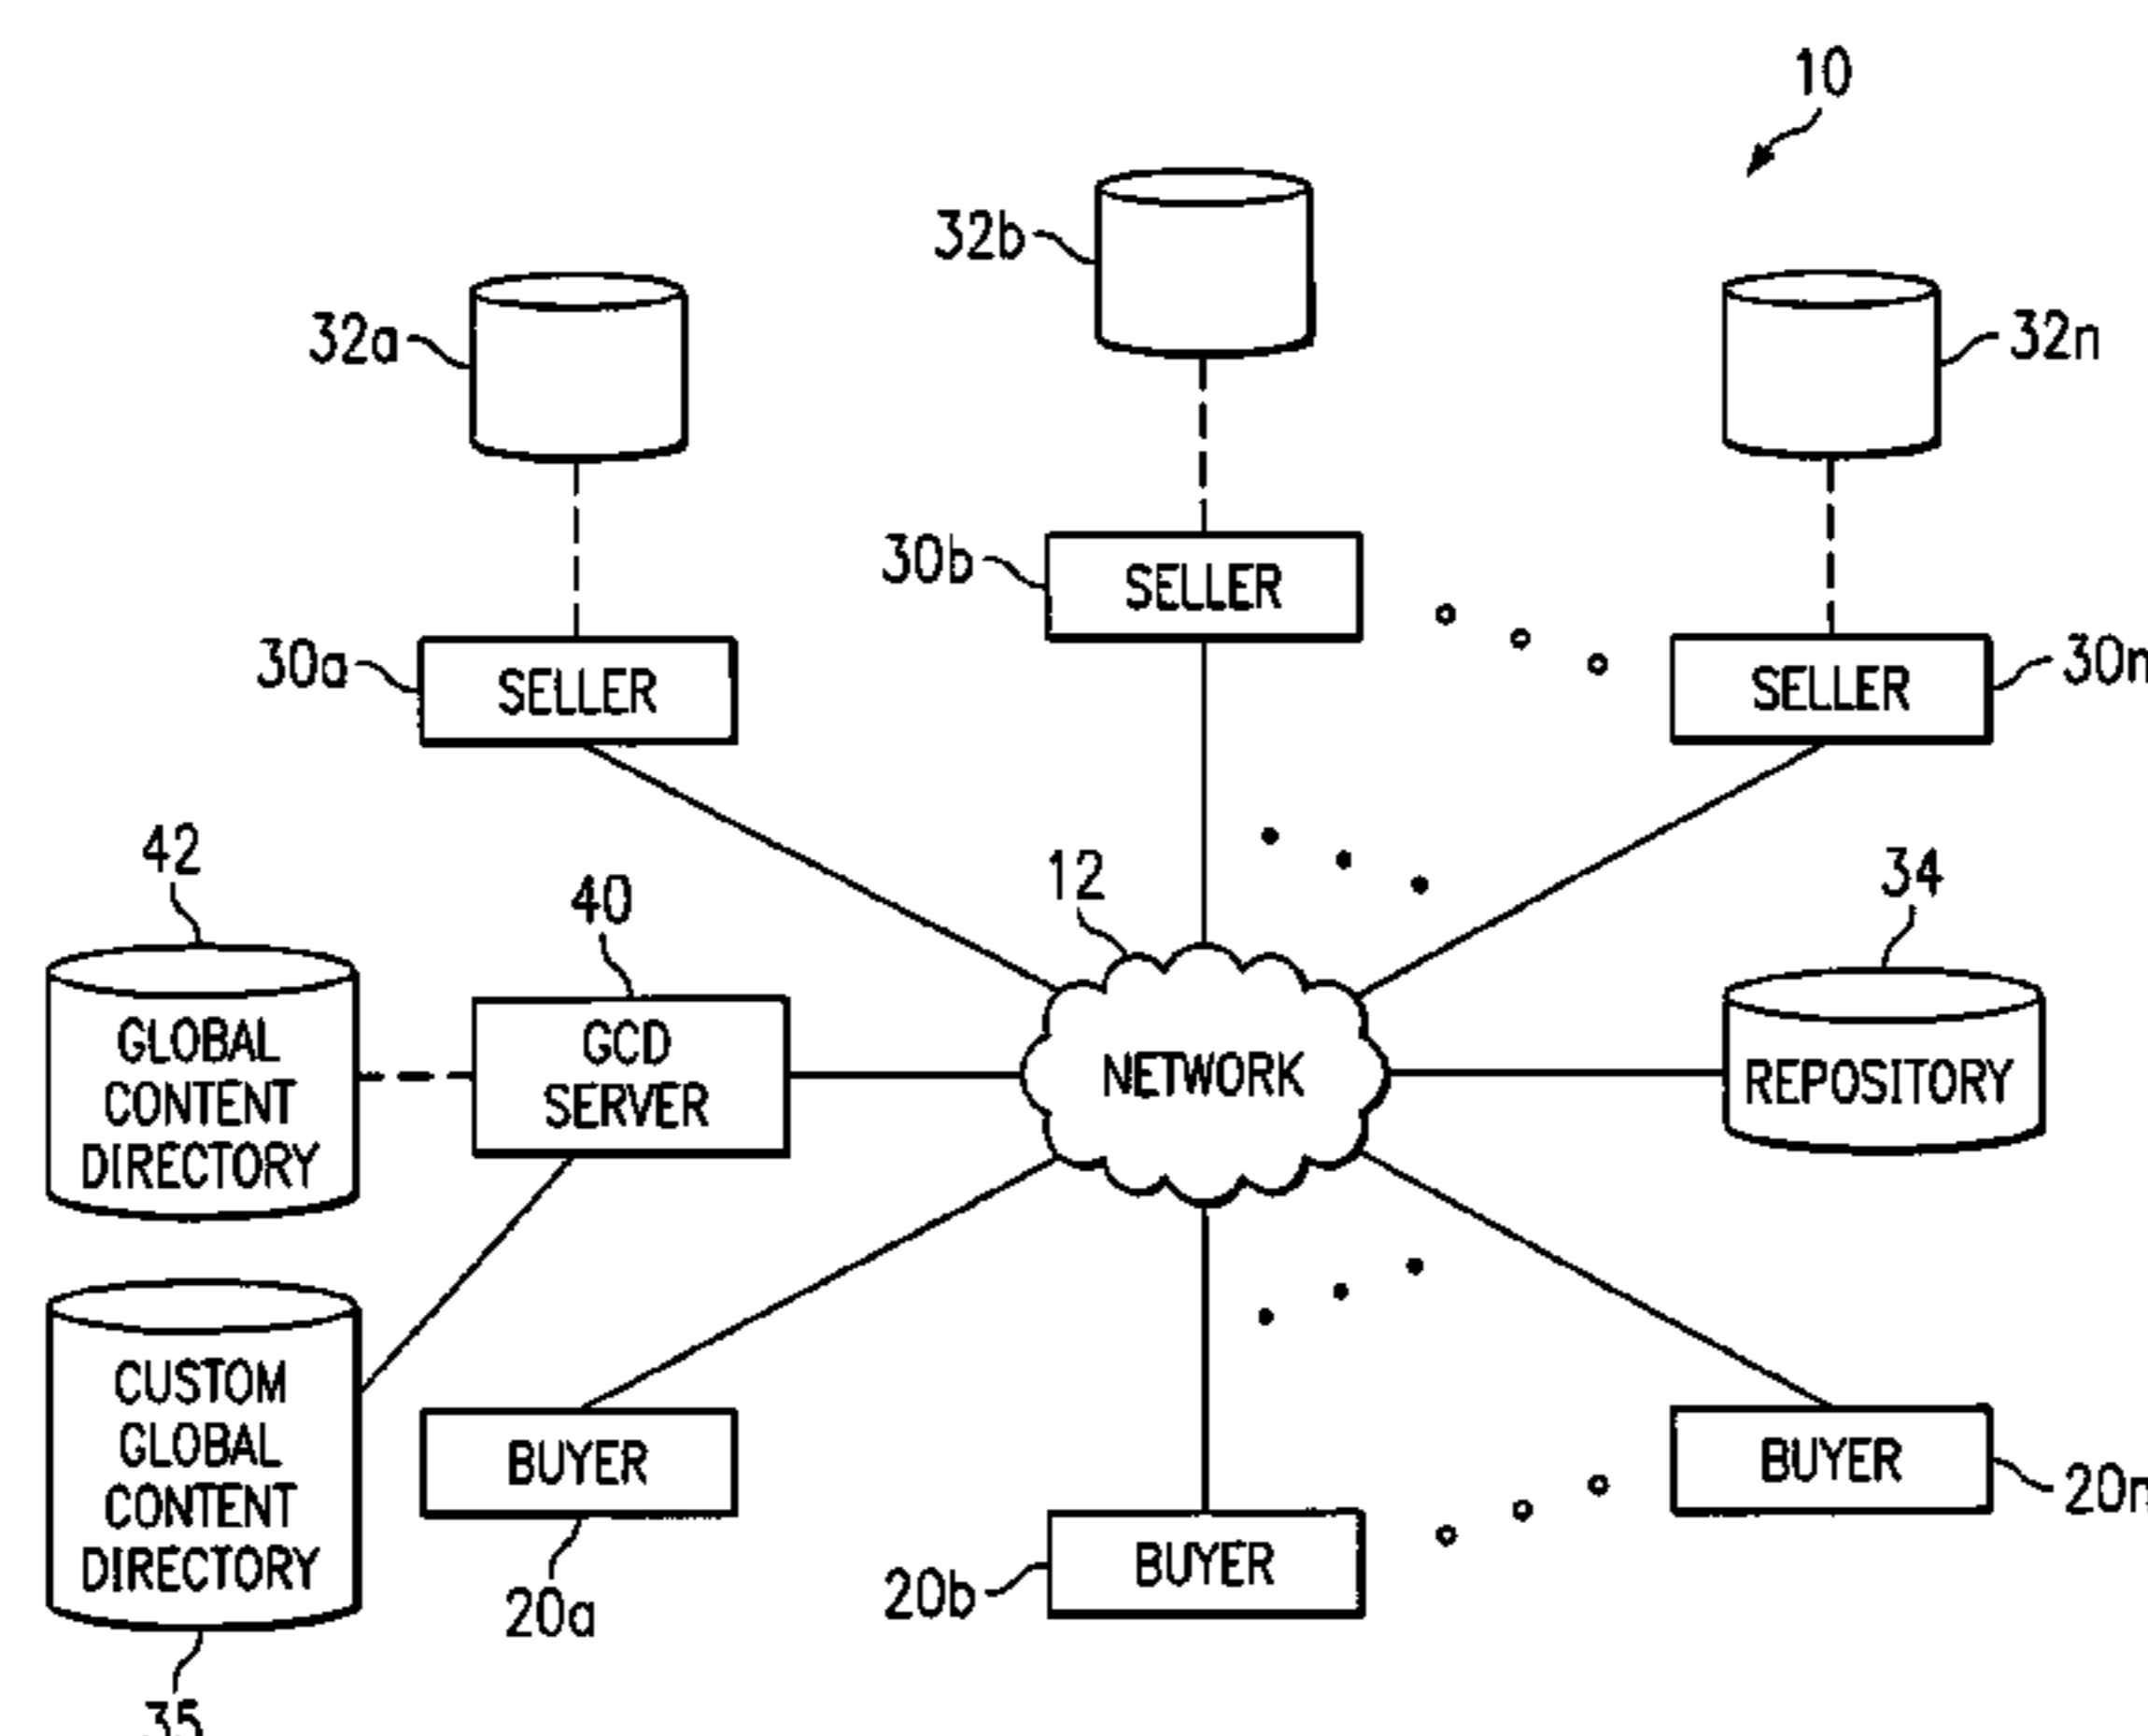 10
32b
32a
32n
30b
SELLER
30a
SELLER
SELLER
30n
42
40
12
34
GLOBAL
CONTENT
DIRECTORY
GCD
SERVER
NETWORK
REPOSITORY
CUSTOM
GLOBAL
CONTENT
DIRECTORY
BUYER
BUYER
20n
20a
20b
BUYER
35